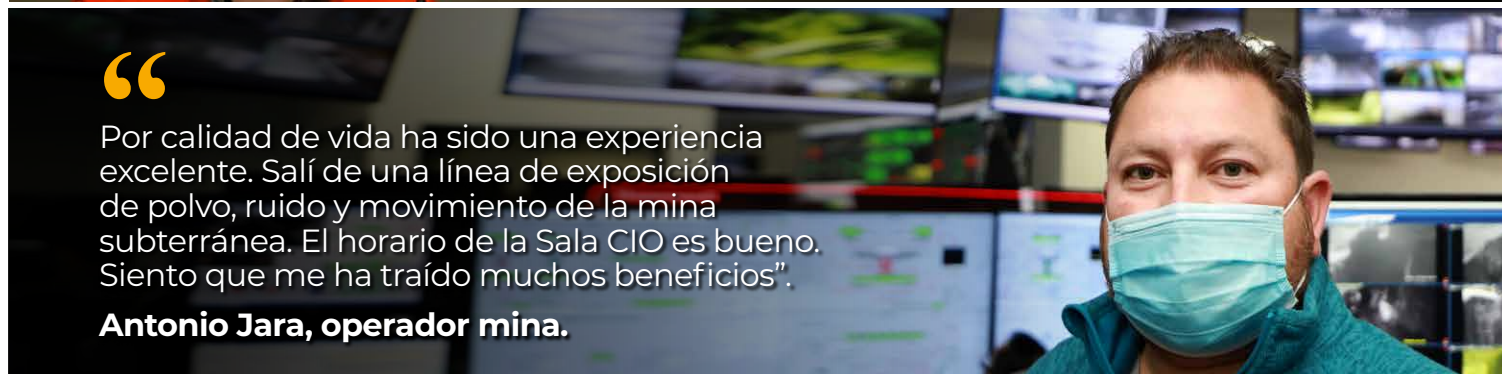 “
Por calidad de vida ha sido una experiencia
excelente. Salí de una línea de exposición
de polvo, ruido y movimiento de la mina
subterránea. El horario de la Sala CIO es bueno.
Siento que me ha traído muchos beneficios”.
Antonio Jara, operador mina.